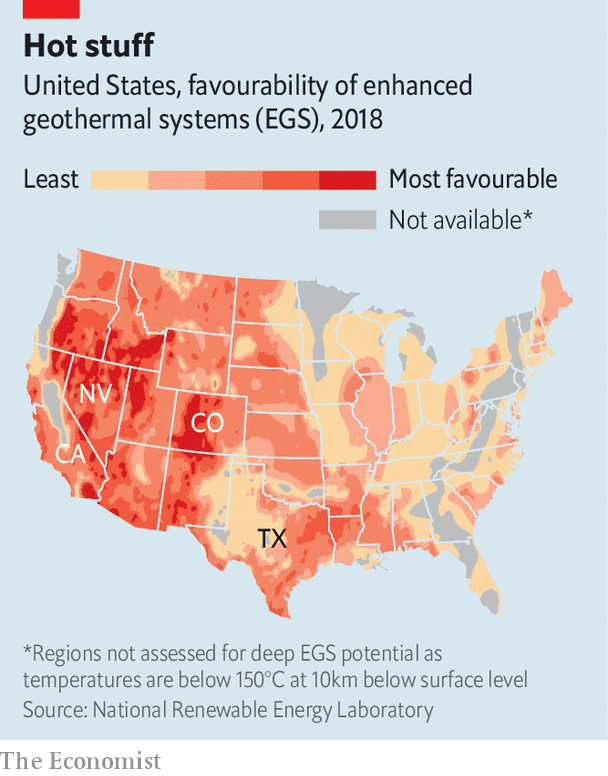 Hot stuff
United States, favourability of enhanced
geothermal systems (EGS), 2018
Least Most favourable
Not available*
NV
CO
CA
TX
*Regions not assessed for deep EGS potential as
temperatures are below 150°C at 10km below surface level
Source: National Renewable Energy Laboratory
The Economist